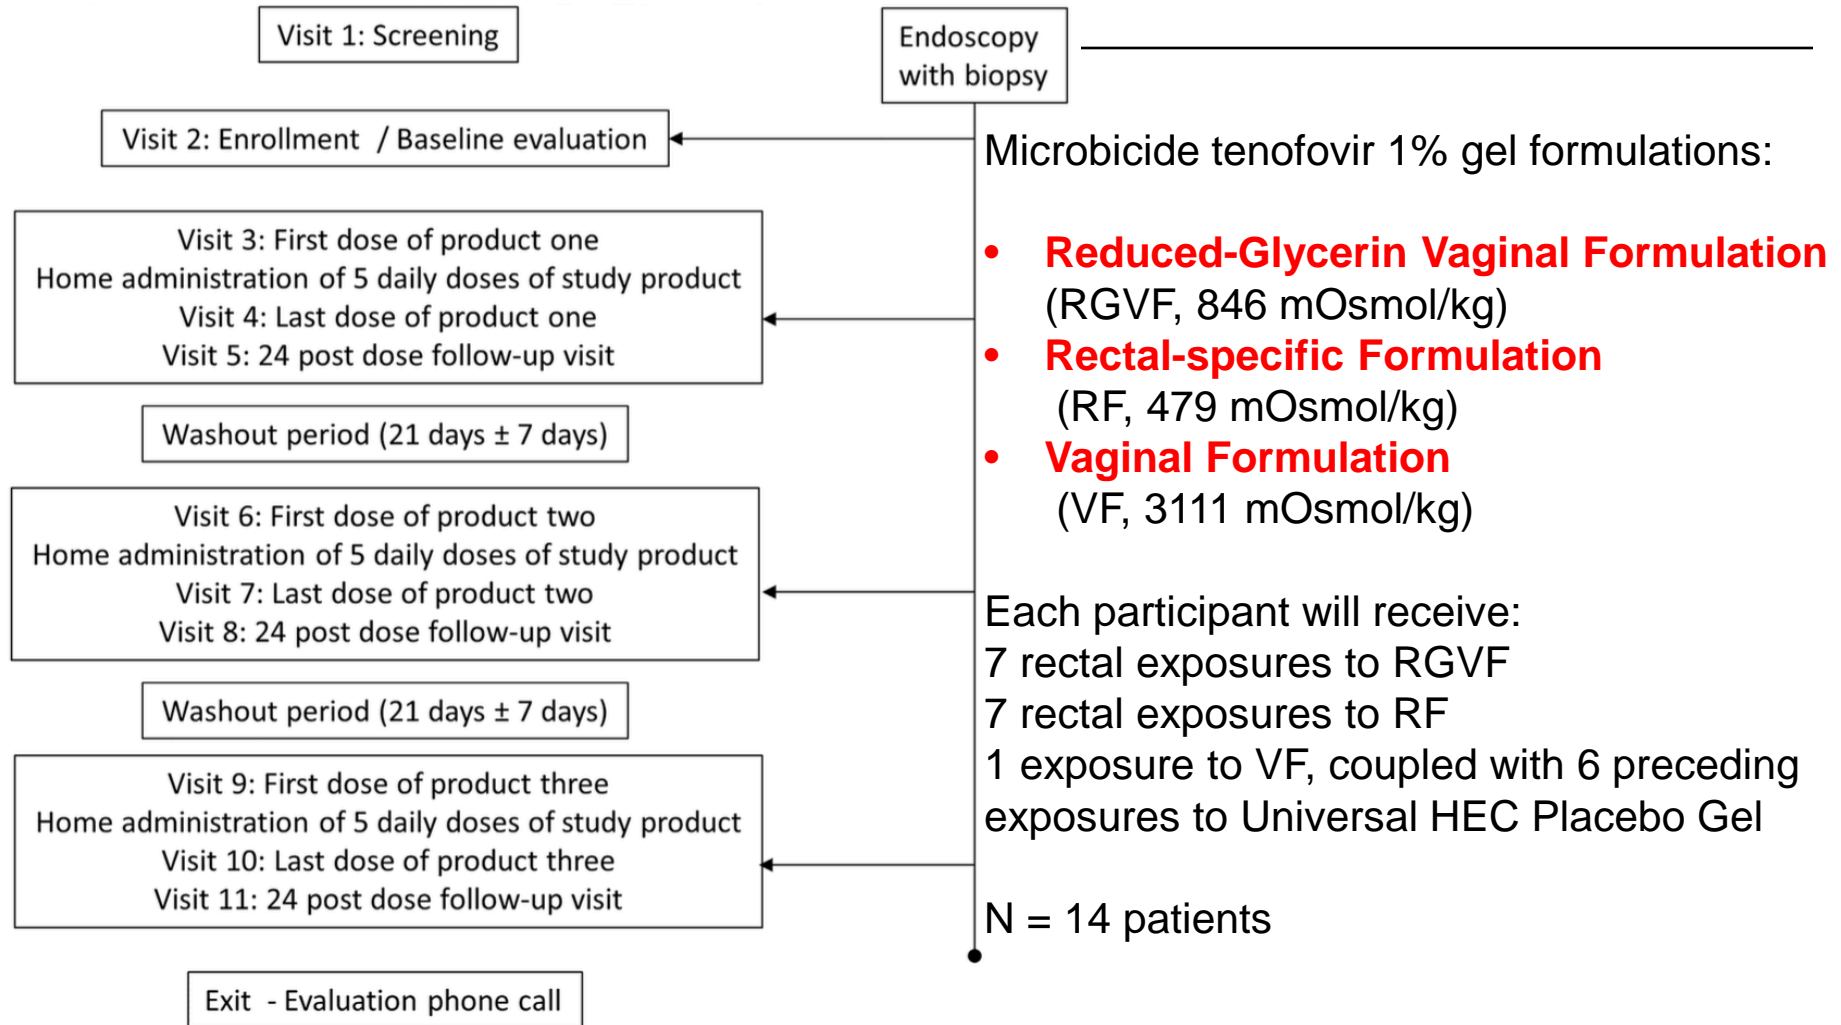 Visit 1: Screening
Endoscopy
with biopsy
Visit 2: Enrollment / Baseline evaluation
Visit 3: First dose of product one
Home administration of 5 daily doses of study product
Visit 4: Last dose of product one
Visit 5: 24 post dose follow-up visit
Washout period (21 days ± 7 days)
Visit 6: First dose of product two
Home administration of 5 daily doses of study product
Visit 7: Last dose of product two
Visit 8: 24 post dose follow-up visit
Washout period (21 days ± 7 days)
Visit 9: First dose of product three
Home administration of 5 daily doses of study product
Visit 10: Last dose of product three
Visit 11: 24 post dose follow-up visit
Exit - Evaluation phone call
Microbicide tenofovir 1% gel formulations:
• Reduced-Glycerin Vaginal Formulation
(RGVF, 846 mOsmol/kg)
• Rectal-specific Formulation
(RF, 479 mOsmol/kg)
• Vaginal Formulation
(VF, 3111 mOsmol/kg)
Each participant will receive:
7 rectal exposures to RGVF
7 rectal exposures to RF
1 exposure to VF, coupled with 6 preceding
exposures to Universal HEC Placebo Gel
N = 14 patients